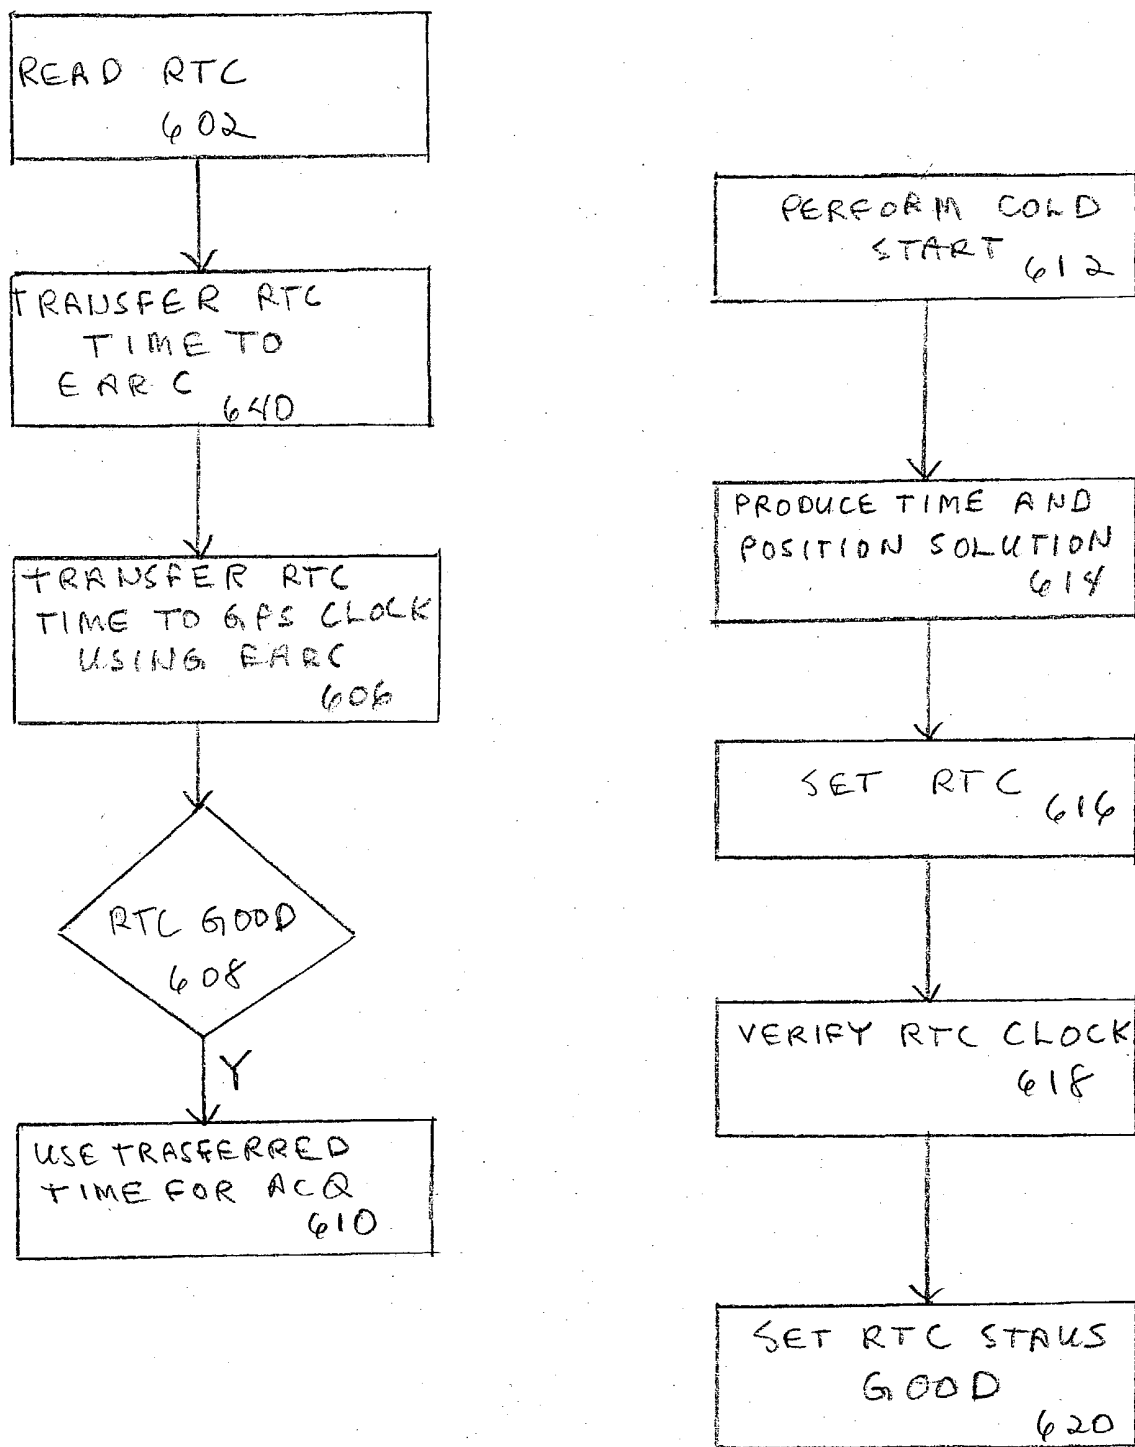 READ RTC
602
TRANSFER RTC
TIME TO
EARC
640
TRANSFER RTC
TIME TO GPS CLOCK
USING EARC
606
RTC GOOD
608
Y
USE TRASFERRED
TIME FOR ACQ
610
PERFORM COLD
START 612
PRODUCE TIME AND
POSITION SOLUTION
614
SET RTC 616
VERIFY RTC CLOCK
618
SET RTC STAUS
GOOD
620